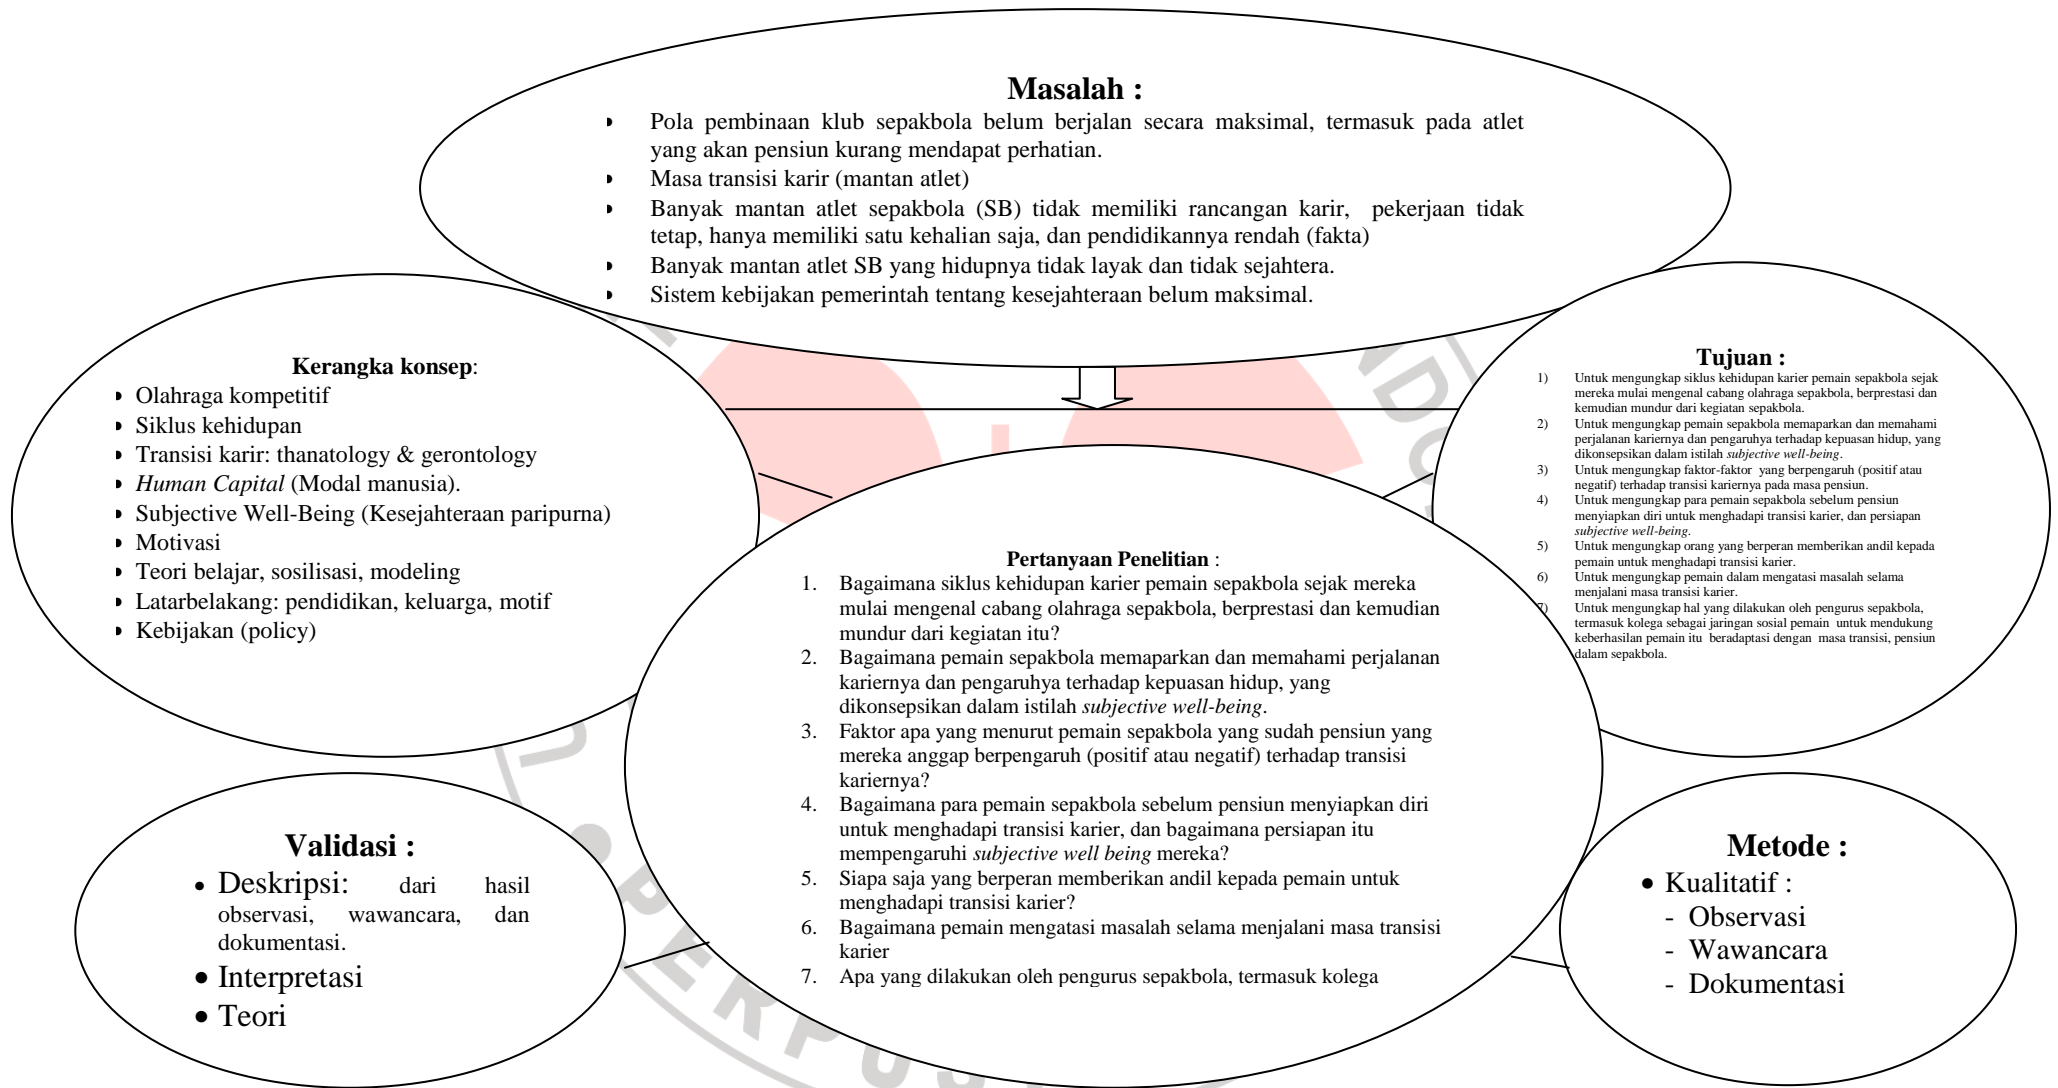 Masalah :
• Pola pembinaan klub sepakbola belum berjalan secara maksimal, termasuk pada atlet
yang akan pensiun kurang mendapat perhatian.
• Masa transisi karir (mantan atlet)
• Banyak mantan atlet sepakbola (SB) tidak memiliki rancangan karir, pekerjaan tidak
tetap, hanya memiliki satu kehalian saja, dan pendidikannya rendah (fakta)
• Banyak mantan atlet SB yang hidupnya tidak layak dan tidak sejahtera.
• Sistem kebijakan pemerintah tentang kesejahteraan belum maksimal.
Kerangka konsep:
• Olahraga kompetitif
• Siklus kehidupan
• Transisi karir: thanatology & gerontology
• Human Capital (Modal manusia).
• Subjective Well-Being (Kesejahteraan paripurna)
• Motivasi
• Teori belajar, sosilisasi, modeling
• Latarbelakang: pendidikan, keluarga, motif
• Kebijakan (policy)
Tujuan :
1) Untuk mengungkap siklus kehidupan karier pemain sepakbola sejak
mereka mulai mengenal cabang olahraga sepakbola, berprestasi dan
kemudian mundur dari kegiatan sepakbola.
2) Untuk mengungkap pemain sepakbola memaparkan dan memahami
perjalanan kariernya dan pengaruhya terhadap kepuasan hidup, yang
dikonsepsikan dalam istilah subjective well-being.
3) Untuk mengungkap faktor-faktor yang berpengaruh (positif atau
negatif) terhadap transisi kariernya pada masa pensiun.
4) Untuk mengungkap para pemain sepakbola sebelum pensiun
menyiapkan diri untuk menghadapi transisi karier, dan persiapan
subjective well-being.
5) Untuk mengungkap orang yang berperan memberikan andil kepada
pemain untuk menghadapi transisi karier.
6) Untuk mengungkap pemain dalam mengatasi masalah selama
menjalani masa transisi karier.
7) Untuk mengungkap hal yang dilakukan oleh pengurus sepakbola,
termasuk kolega sebagai jaringan sosial pemain untuk mendukung
keberhasilan pemain itu beradaptasi dengan masa transisi, pensiun
dalam sepakbola.
Pertanyaan Penelitian :
1. Bagaimana siklus kehidupan karier pemain sepakbola sejak mereka
mulai mengenal cabang olahraga sepakbola, berprestasi dan kemudian
mundur dari kegiatan itu?
2. Bagaimana pemain sepakbola memaparkan dan memahami perjalanan
kariernya dan pengaruhya terhadap kepuasan hidup, yang
dikonsepsikan dalam istilah subjective well-being.
3. Faktor apa yang menurut pemain sepakbola yang sudah pensiun yang
mereka anggap berpengaruh (positif atau negatif) terhadap transisi
kariernya?
4. Bagaimana para pemain sepakbola sebelum pensiun menyiapkan diri
untuk menghadapi transisi karier, dan bagaimana persiapan itu
mempengaruhi subjective well being mereka?
5. Siapa saja yang berperan memberikan andil kepada pemain untuk
menghadapi transisi karier?
6. Bagaimana pemain mengatasi masalah selama menjalani masa transisi
karier
7. Apa yang dilakukan oleh pengurus sepakbola, termasuk kolega
Validasi :
• Deskripsi: dari hasil
observasi, wawancara, dan
dokumentasi.
• Interpretasi
• Teori
Metode :
• Kualitatif :
- Observasi
- Wawancara
- Dokumentasi